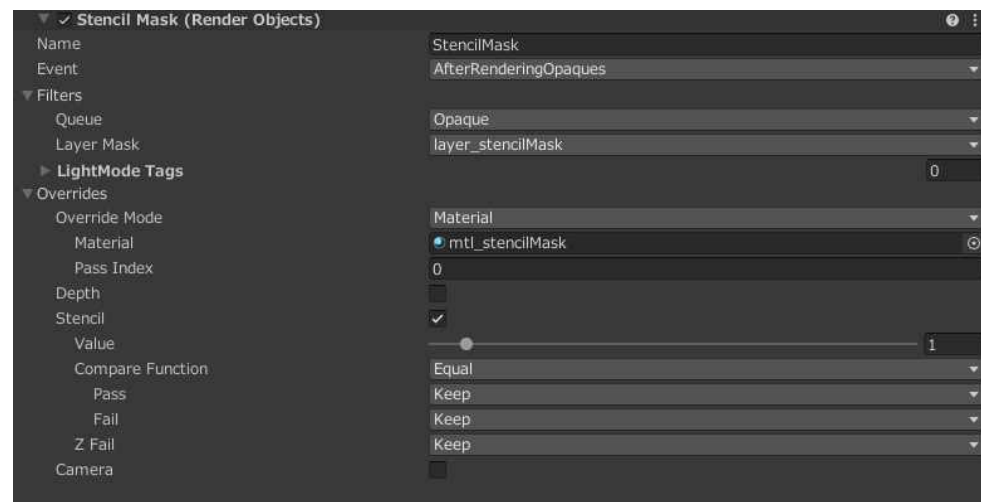 Stencil Mask (Render Objects)
Name StencilMask
Event AfterRenderingOpaques
Filters
Queue Opaque
Layer Mask layer_stencilMask
LightMode Tags 0
Overrides
Override Mode Material
Material mtl_stencilMask
Pass Index 0
Depth
Stencil
Value 1
Compare Function Equal
Pass Keep
Fail Keep
Z Fail Keep
Camera